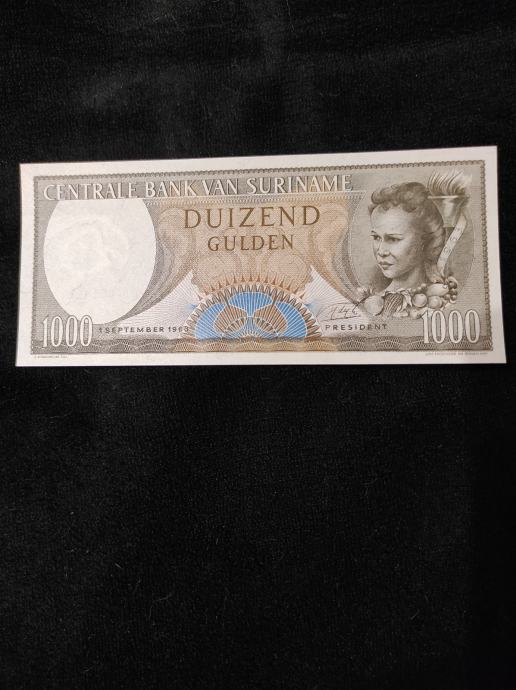 CENTRALE BANK VAN SURINAME
DUIZEND
GULDEN
1000
1 SEPTEMBER 1963
PRESIDENT
1000